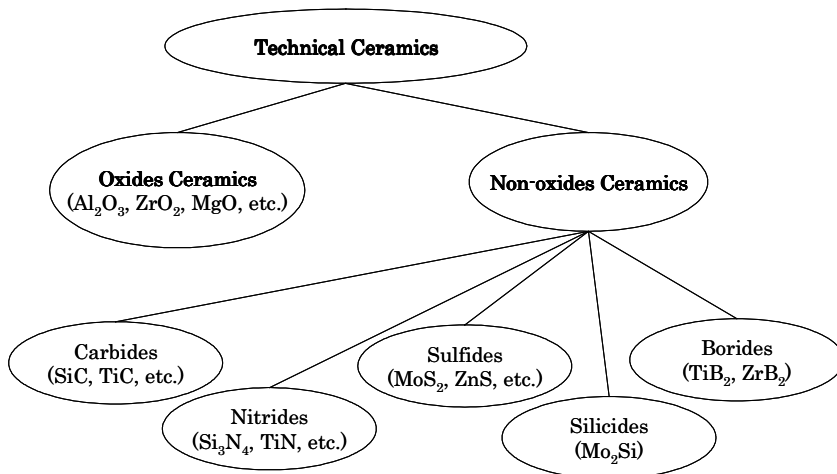 Technical Ceramics
Oxides Ceramics
(Al₂O₃, ZrO₂, MgO, etc.)
Non-oxides Ceramics
Carbides
(SiC, TiC, etc.)
Nitrides
(Si₃N₄, TiN, etc.)
Sulfides
(MoS₂, ZnS, etc.)
Silicides
(Mo₂Si)
Borides
(TiB₂, ZrB₂)